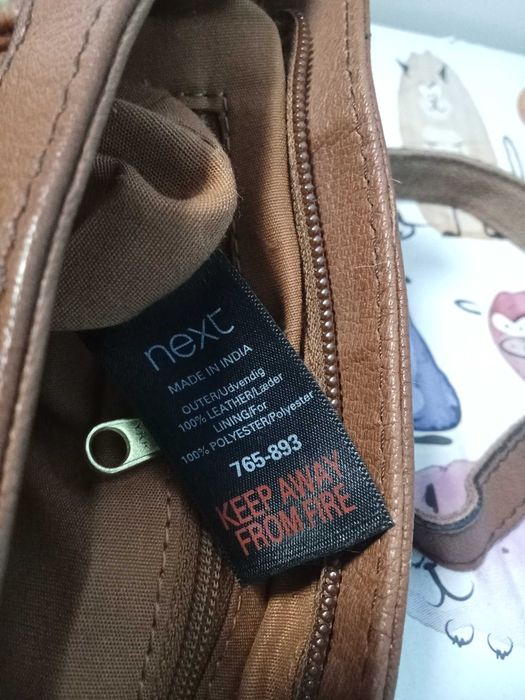 next
MADE IN INDIA
OUTER/Udvendig
100% LEATHER/Læder
LINING/For
100% POLYESTER/Polyester
765-893
KEEP AWAY
FROM FIRE